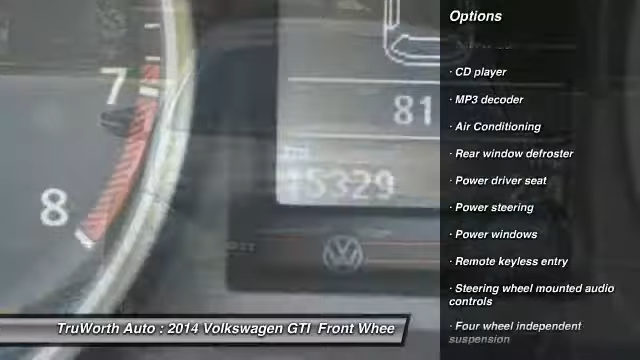 Options
· CD player
· MP3 decoder
· Air Conditioning
· Rear window defroster
· Power driver seat
· Power steering
· Power windows
· Remote keyless entry
· Steering wheel mounted audio
controls
· Four wheel independent
suspension
7
8
81
15329
TruWorth Auto : 2014 Volkswagen GTI Front Whee